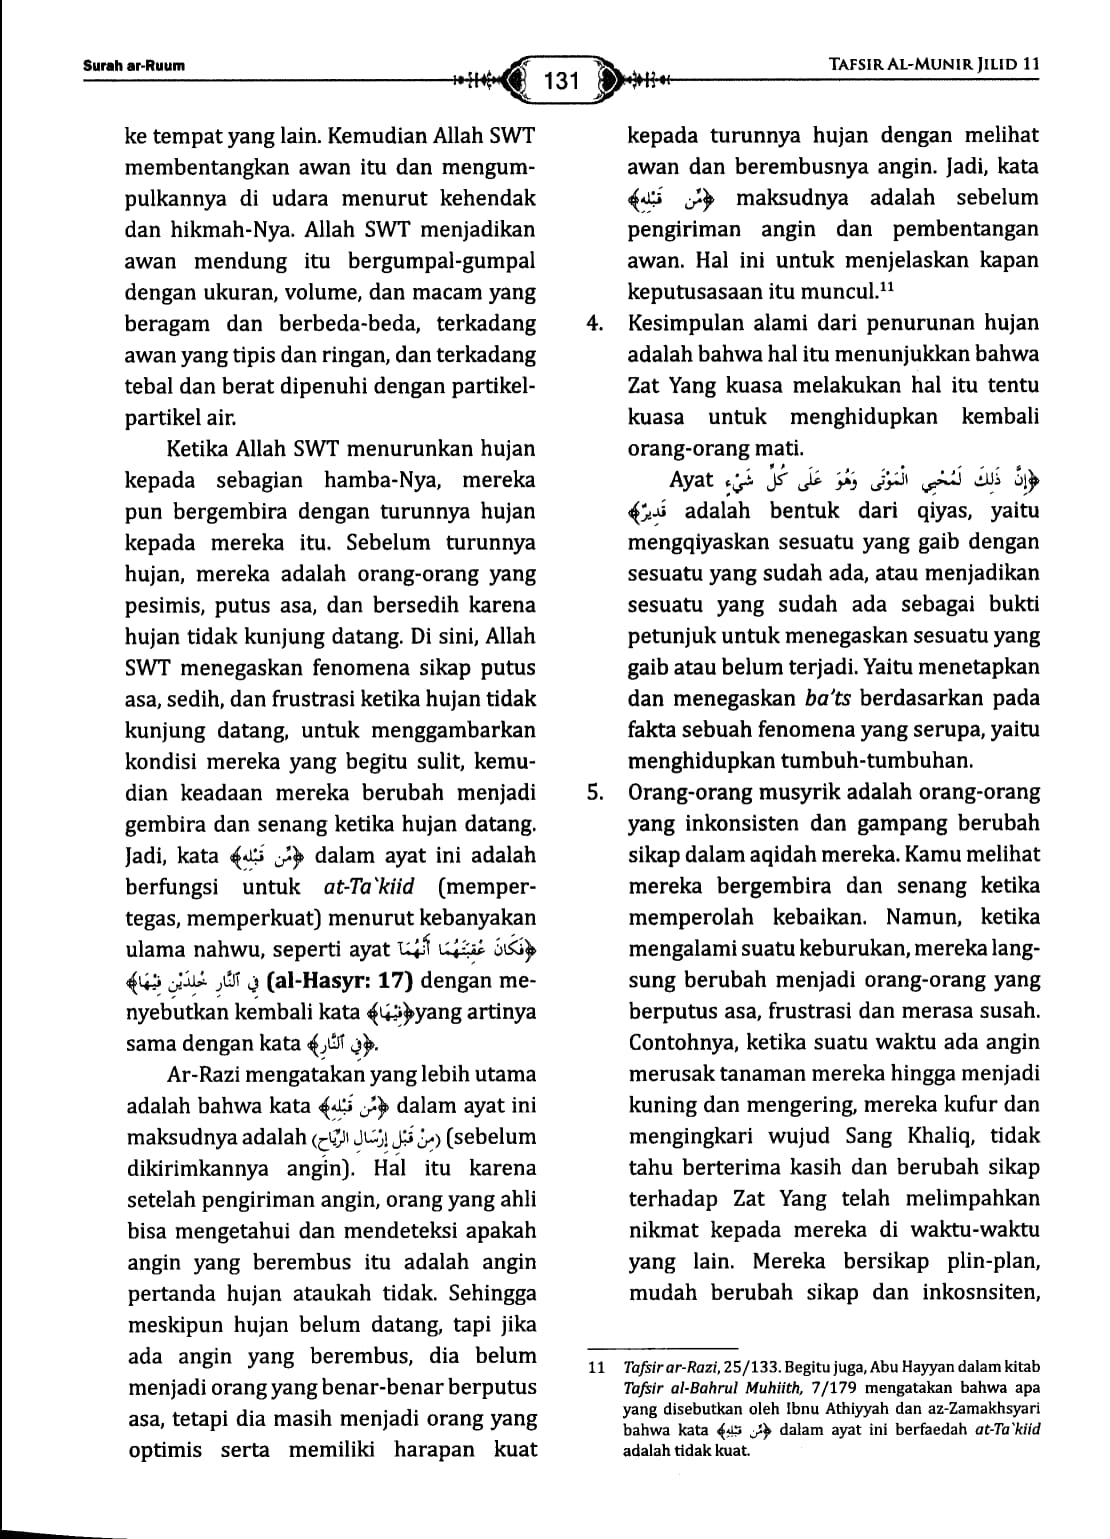 Surah ar-Ruum
131
TAFSIR AL-MUNIR JILID 11
ke tempat yang lain. Kemudian Allah SWT
membentangkan awan itu dan mengum-
pulkannya di udara menurut kehendak
dan hikmah-Nya. Allah SWT menjadikan
awan mendung itu bergumpal-gumpal
dengan ukuran, volume, dan macam yang
beragam dan berbeda-beda, terkadang
awan yang tipis dan ringan, dan terkadang
tebal dan berat dipenuhi dengan partikel-
partikel air.
Ketika Allah SWT menurunkan hujan
kepada sebagian hamba-Nya, mereka
pun bergembira dengan turunnya hujan
kepada mereka itu. Sebelum turunnya
hujan, mereka adalah orang-orang yang
pesimis, putus asa, dan bersedih karena
hujan tidak kunjung datang. Di sini, Allah
SWT menegaskan fenomena sikap putus
asa, sedih, dan frustrasi ketika hujan tidak
kunjung datang, untuk menggambarkan
kondisi mereka yang begitu sulit, kemu-
dian keadaan mereka berubah menjadi
gembira dan senang ketika hujan datang.
Jadi, kata ﴿مِّن قَبْلِهِ﴾ dalam ayat ini adalah
berfungsi untuk at-Ta`kiid (memper-
tegas, memperkuat) menurut kebanyakan
ulama nahwu, seperti ayat ﴿فَكَانَ عَٰقِبَتَهُمَا أَنَّهُمَا
فِي ٱلنَّارِ خَٰلِدَيْنِ فِيْهَا﴾ (al-Hasyr: 17) dengan me-
nyebutkan kembali kata ﴿فِيْهَا﴾yang artinya
sama dengan kata ﴿فِي ٱلنَّارِ﴾.
Ar-Razi mengatakan yang lebih utama
adalah bahwa kata ﴿مِّن قَبْلِهِ﴾ dalam ayat ini
maksudnya adalah (مِنْ قَبْلِ إِرْسَالِ الرِّيَاحِ) (sebelum
dikirimkannya angin). Hal itu karena
setelah pengiriman angin, orang yang ahli
bisa mengetahui dan mendeteksi apakah
angin yang berembus itu adalah angin
pertanda hujan ataukah tidak. Sehingga
meskipun hujan belum datang, tapi jika
ada angin yang berembus, dia belum
menjadi orang yang benar-benar berputus
asa, tetapi dia masih menjadi orang yang
optimis serta memiliki harapan kuat
kepada turunnya hujan dengan melihat
awan dan berembusnya angin. Jadi, kata
﴿مِّن قَبْلِهِ﴾ maksudnya adalah sebelum
pengiriman angin dan pembentangan
awan. Hal ini untuk menjelaskan kapan
keputusasaan itu muncul.¹¹
4. Kesimpulan alami dari penurunan hujan
adalah bahwa hal itu menunjukkan bahwa
Zat Yang kuasa melakukan hal itu tentu
kuasa untuk menghidupkan kembali
orang-orang mati.
Ayat ﴿إِنَّ ذَٰلِكَ لَمُحْيِي الْمَوْتَى وَهُوَ عَلَى كُلِّ شَيْءٍ
قَدِيْرٌ﴾ adalah bentuk dari qiyas, yaitu
mengqiyaskan sesuatu yang gaib dengan
sesuatu yang sudah ada, atau menjadikan
sesuatu yang sudah ada sebagai bukti
petunjuk untuk menegaskan sesuatu yang
gaib atau belum terjadi. Yaitu menetapkan
dan menegaskan ba'ts berdasarkan pada
fakta sebuah fenomena yang serupa, yaitu
menghidupkan tumbuh-tumbuhan.
5. Orang-orang musyrik adalah orang-orang
yang inkonsisten dan gampang berubah
sikap dalam aqidah mereka. Kamu melihat
mereka bergembira dan senang ketika
memperolah kebaikan. Namun, ketika
mengalami suatu keburukan, mereka lang-
sung berubah menjadi orang-orang yang
berputus asa, frustrasi dan merasa susah.
Contohnya, ketika suatu waktu ada angin
merusak tanaman mereka hingga menjadi
kuning dan mengering, mereka kufur dan
mengingkari wujud Sang Khaliq, tidak
tahu berterima kasih dan berubah sikap
terhadap Zat Yang telah melimpahkan
nikmat kepada mereka di waktu-waktu
yang lain. Mereka bersikap plin-plan,
mudah berubah sikap dan inkosnsiten,
11 Tafsir ar-Razi, 25/133. Begitu juga, Abu Hayyan dalam kitab
Tafsir al-Bahrul Muhiith, 7/179 mengatakan bahwa apa
yang disebutkan oleh Ibnu Athiyyah dan az-Zamakhsyari
bahwa kata ﴿مِّن قَبْلِهِ﴾ dalam ayat ini berfaedah at-Ta`kiid
adalah tidak kuat.